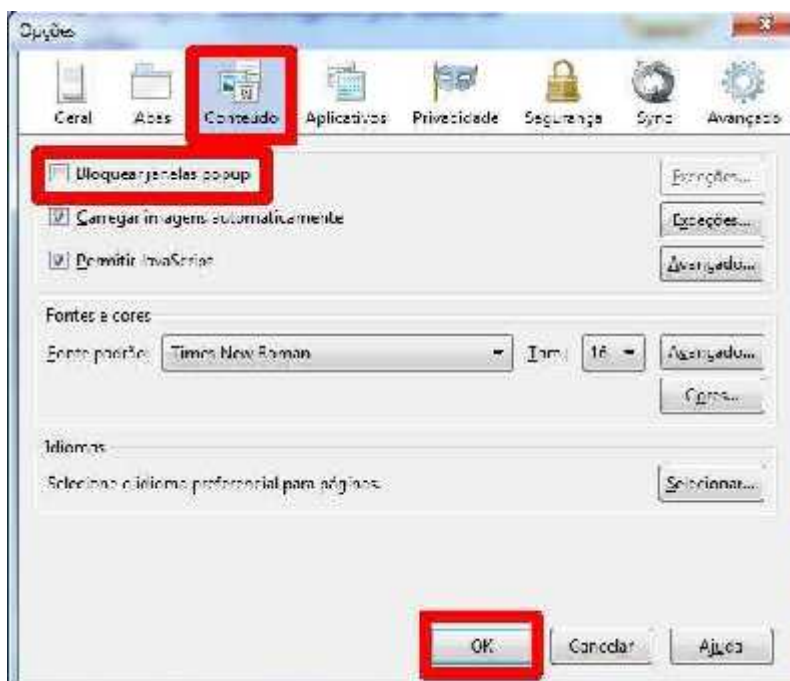 Opções
Geral Abas Conteúdo Aplicativos Privacidade Segurança Sync Avançado
Bloquear janelas popup Exceções...
Carregar imagens automaticamente Exceções...
Permitir JavaScript Avançado...
Fontes e cores
Fonte padrão: Times New Roman Tam.: 16 Avançado...
Cores...
Idiomas
Selecione o idioma preferencial para páginas. Selecionar...
OK Cancelar Ajuda